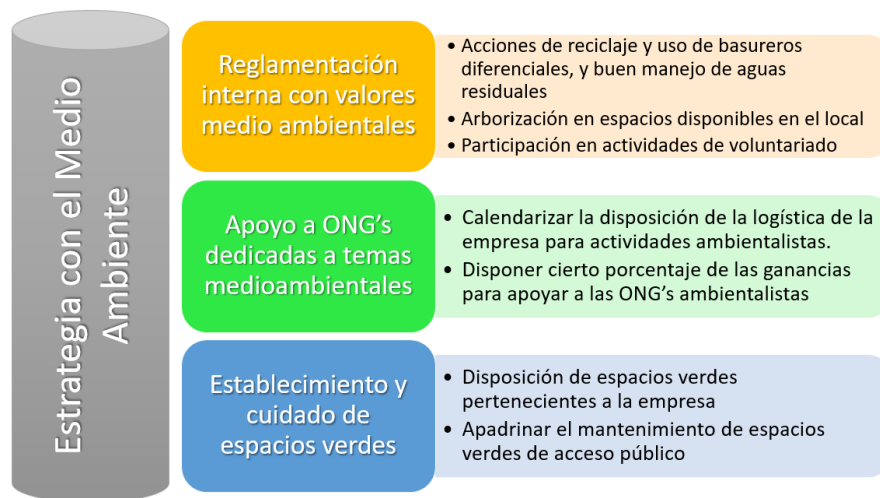 Estrategia con el Medio
Ambiente
Reglamentación
interna con valores
medio ambientales
• Acciones de reciclaje y uso de basureros
diferenciales, y buen manejo de aguas
residuales
• Arborización en espacios disponibles en el local
• Participación en actividades de voluntariado
Apoyo a ONG's
dedicadas a temas
medioambientales
• Calendarizar la disposición de la logística de la
empresa para actividades ambientalistas.
• Disponer cierto porcentaje de las ganancias
para apoyar a las ONG's ambientalistas
Establecimiento y
cuidado de
espacios verdes
• Disposición de espacios verdes
pertenecientes a la empresa
• Apadrinar el mantenimiento de espacios
verdes de acceso público